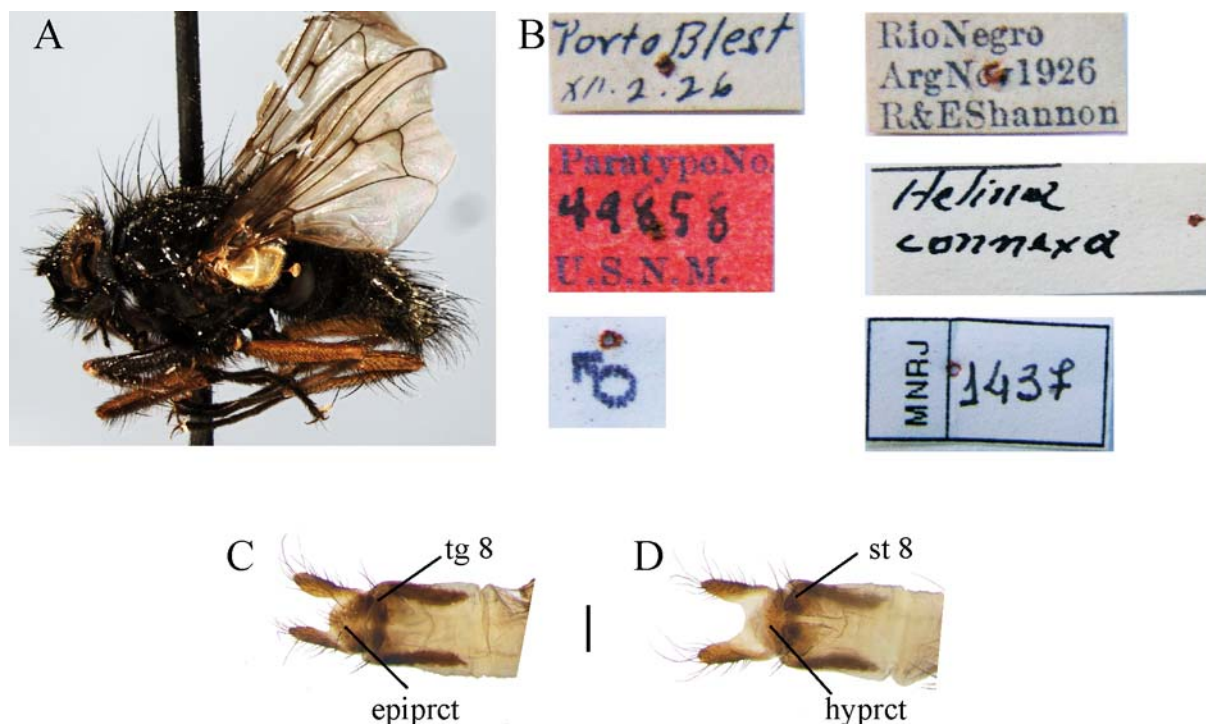 A
B
Porto Blest
XII.2.26
RioNegro
ArgNov1926
R&EShannon
ParatypeNo.
44858
U.S.N.M.
Helina
connexa
MNRJ
1437
C
tg 8
epiprct
D
st 8
hyprct